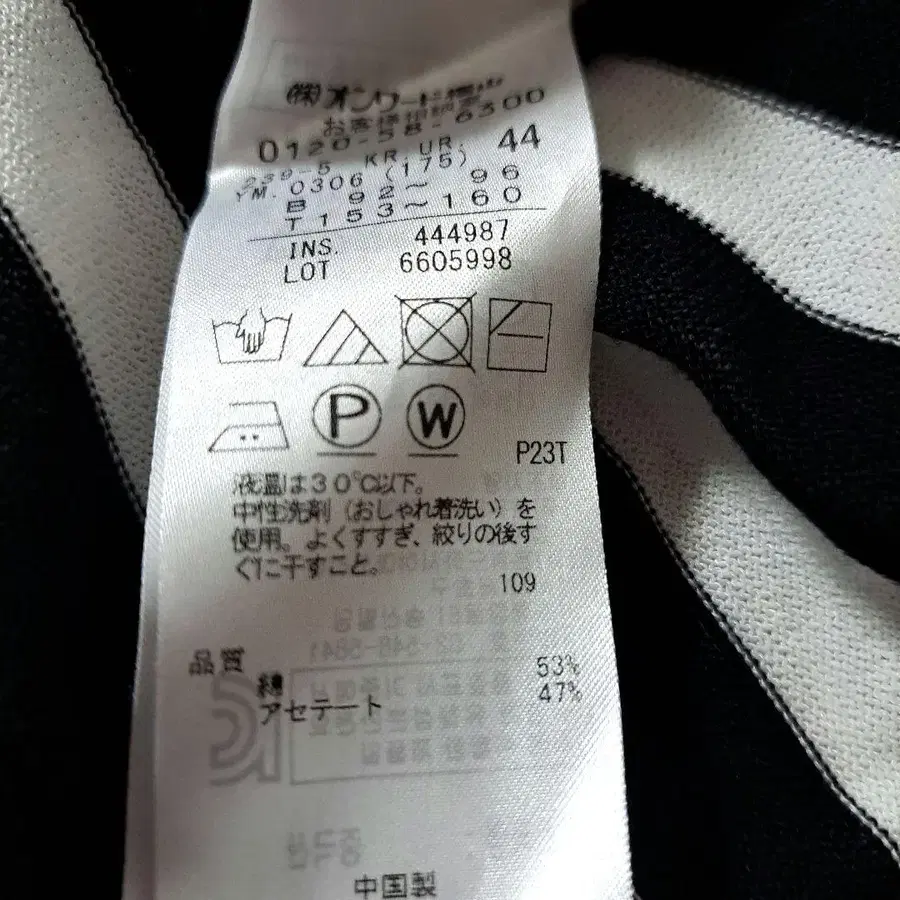 ㈱オンワード樫山
お客様相談室
0120-58-6300
239-5 KR UR 44
YM. 0306 (175)
B 92～ 96
T 153～160
INS. 444987
LOT 6605998
P W
P23T
液温は30℃以下。
中性洗剤（おしゃれ着洗い）を
使用。よくすすぎ、絞りの後す
ぐに干すこと。
109
品質
綿 53%
アセテート 47%
中国製